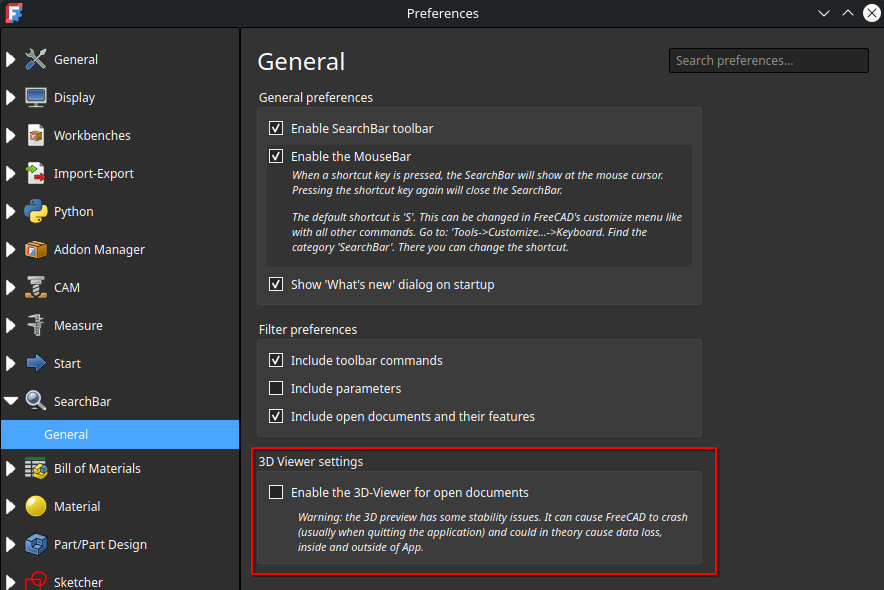 Preferences
General
Display
Workbenches
Import-Export
Python
Addon Manager
CAM
Measure
Start
SearchBar
General
Bill of Materials
Material
Part/Part Design
Sketcher
General
Search preferences...
General preferences
Enable SearchBar toolbar
Enable the MouseBar
When a shortcut key is pressed, the SearchBar will show at the mouse cursor.
Pressing the shortcut key again will close the SearchBar.
The default shortcut is 'S'. This can be changed in FreeCAD's customize menu like
with all other commands. Go to: 'Tools->Customize...->Keyboard. Find the
category 'SearchBar'. There you can change the shortcut.
Show 'What's new' dialog on startup
Filter preferences
Include toolbar commands
Include parameters
Include open documents and their features
3D Viewer settings
Enable the 3D-Viewer for open documents
Warning: the 3D preview has some stability issues. It can cause FreeCAD to crash
(usually when quitting the application) and could in theory cause data loss,
inside and outside of App.